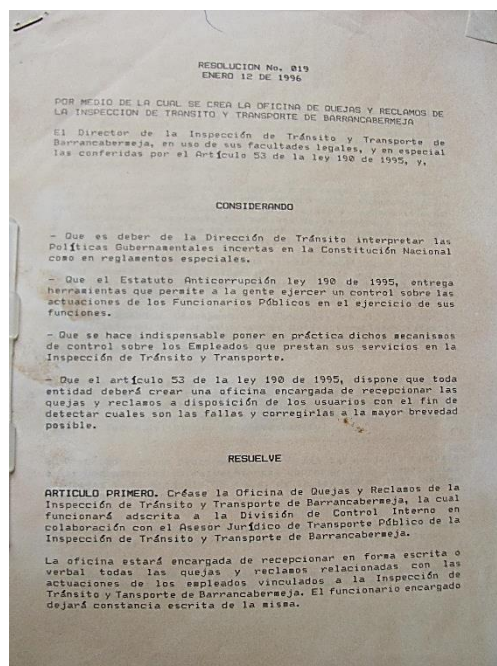 RESOLUCION No. 019
ENERO 12 DE 1996
POR MEDIO DE LA CUAL SE CREA LA OFICINA DE QUEJAS Y RECLAMOS DE
LA INSPECCION DE TRANSITO Y TRANSPORTE DE BARRANCABERMEJA
El Director de la Inspección de Tránsito y Transporte de
Barrancabermeja, en uso de sus facultades legales, y en especial
las conferidas por el Artículo 53 de la ley 190 de 1995, y,
CONSIDERANDO
- Que es deber de la Dirección de Tránsito interpretar las
Políticas Gubernamentales incertas en la Constitución Nacional
como en reglamentos especiales.
- Que el Estatuto Anticorrupción ley 190 de 1995, entrega
herramientas que permite a la gente ejercer un control sobre las
actuaciones de los Funcionarios Públicos en el ejercicio de sus
funciones.
- Que se hace indispensable poner en práctica dichos mecanismos
de control sobre los Empleados que prestan sus servicios en la
Inspección de Tránsito y Transporte.
- Que el artículo 53 de la ley 190 de 1995, dispone que toda
entidad deberá crear una oficina encargada de recepcionar las
quejas y reclamos a disposición de los usuarios con el fin de
detectar cuales son las fallas y corregirlas a la mayor brevedad
posible.
RESUELVE
ARTICULO PRIMERO. Créase la Oficina de Quejas y Reclamos de la
Inspección de Tránsito y Transporte de Barrancabermeja, la cual
funcionará adscrita a la División de Control Interno en
colaboración con el Asesor Jurídico de Transporte Público de la
Inspección de Tránsito y Transporte de Barrancabermeja.
La oficina estará encargada de recepcionar en forma escrita o
verbal todas las quejas y reclamos relacionadas con las
actuaciones de los empleados vinculados a la Inspección de
Tránsito y Tansporte de Barrancabermeja. El funcionario encargado
dejará constancia escrita de la misma.